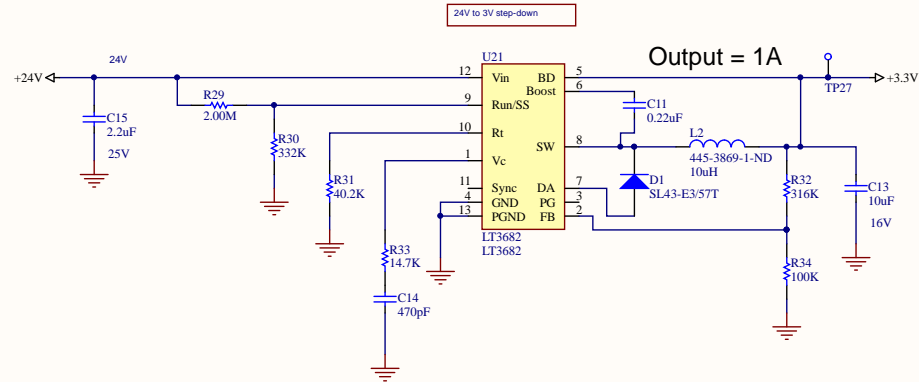 24V to 3V step-down
24V
U21
Output = 1A
+24V
12
Vin
BD
5
+3.3V
Boost
6
TP27
R29
2.00M
9
Run/SS
C11
0.22uF
C15
2.2uF
25V
R30
332K
10
Rt
SW
8
L2
445-3869-1-ND
10uH
1
Vc
R31
40.2K
11
Sync
DA
7
D1
SL43-E3/57T
R32
316K
C13
10uF
16V
4
GND
PG
3
13
PGND
FB
2
LT3682
LT3682
R33
14.7K
R34
100K
C14
470pF